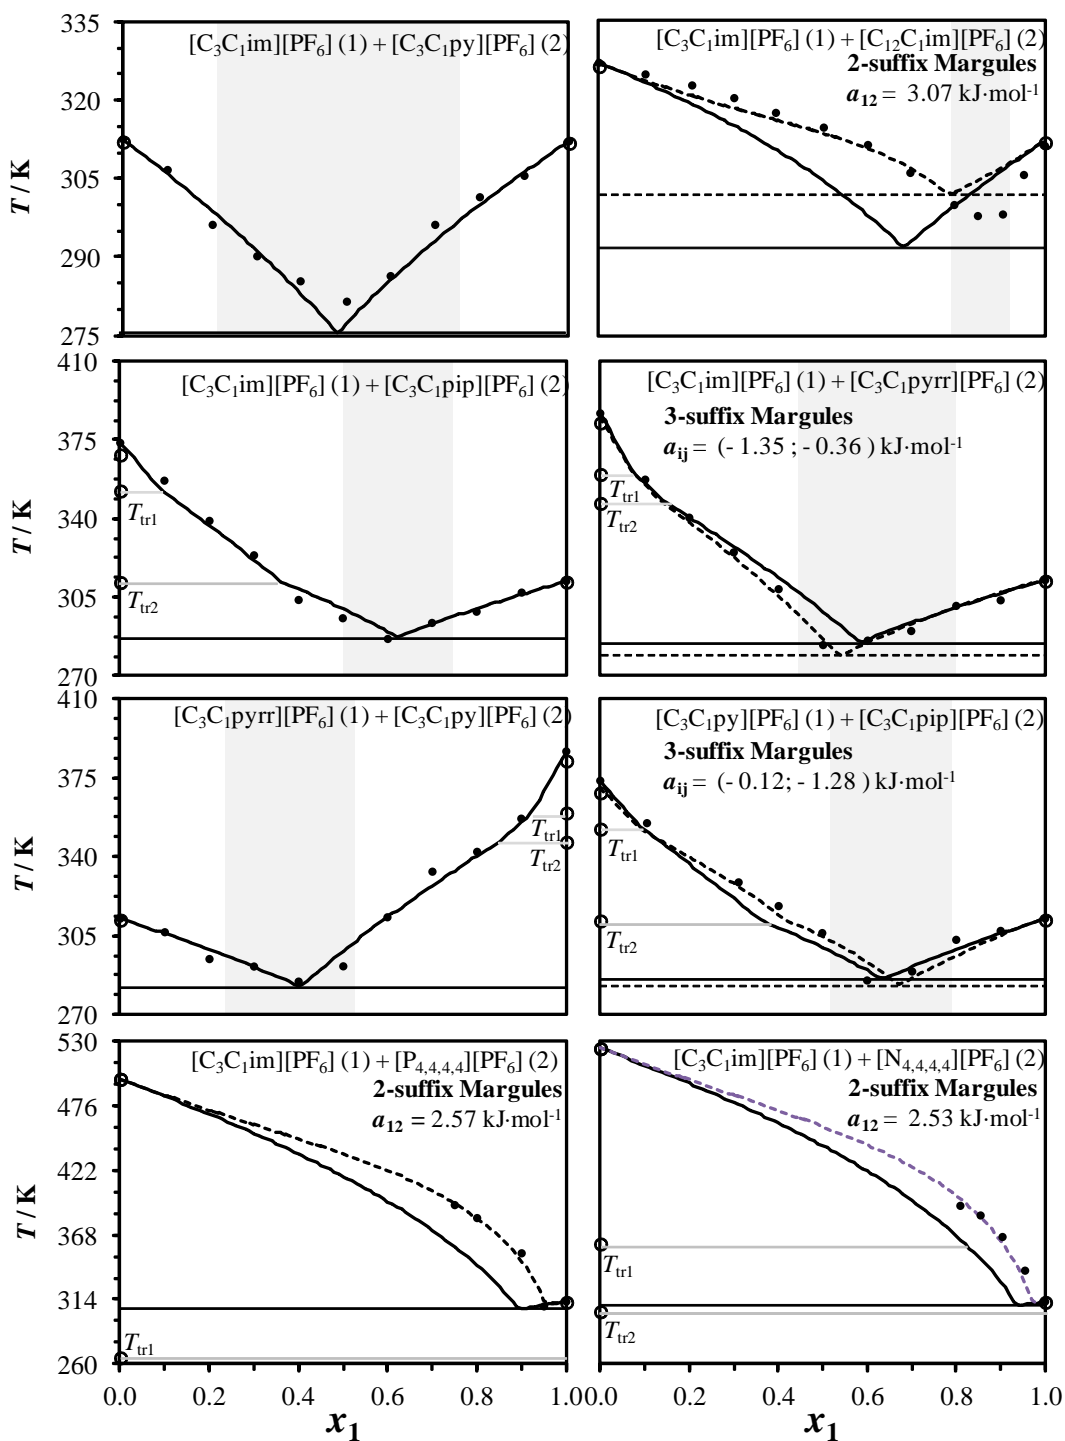 335
320
305
290
275
T / K
[C3C1im][PF6] (1) + [C3C1py][PF6] (2)
[C3C1im][PF6] (1) + [C12C1im][PF6] (2)
2-suffix Margules
a12 = 3.07 kJ·mol-1
410
375
340
305
270
T / K
[C3C1im][PF6] (1) + [C3C1pip][PF6] (2)
Ttr1
Ttr2
[C3C1im][PF6] (1) + [C3C1pyrr][PF6] (2)
3-suffix Margules
aij = (- 1.35 ; - 0.36 ) kJ·mol-1
Ttr1
Ttr2
410
375
340
305
270
T / K
[C3C1pyrr][PF6] (1) + [C3C1py][PF6] (2)
Ttr1
Ttr2
[C3C1py][PF6] (1) + [C3C1pip][PF6] (2)
3-suffix Margules
aij = (- 0.12; - 1.28 ) kJ·mol-1
Ttr1
Ttr2
530
476
422
368
314
260
T / K
[C3C1im][PF6] (1) + [P4,4,4,4][PF6] (2)
2-suffix Margules
a12 = 2.57 kJ·mol-1
Ttr1
[C3C1im][PF6] (1) + [N4,4,4,4][PF6] (2)
2-suffix Margules
a12 = 2.53 kJ·mol-1
Ttr1
Ttr2
0.0 0.2 0.4 0.6 0.8 1.0
0.0 0.2 0.4 0.6 0.8 1.0
x1
x1